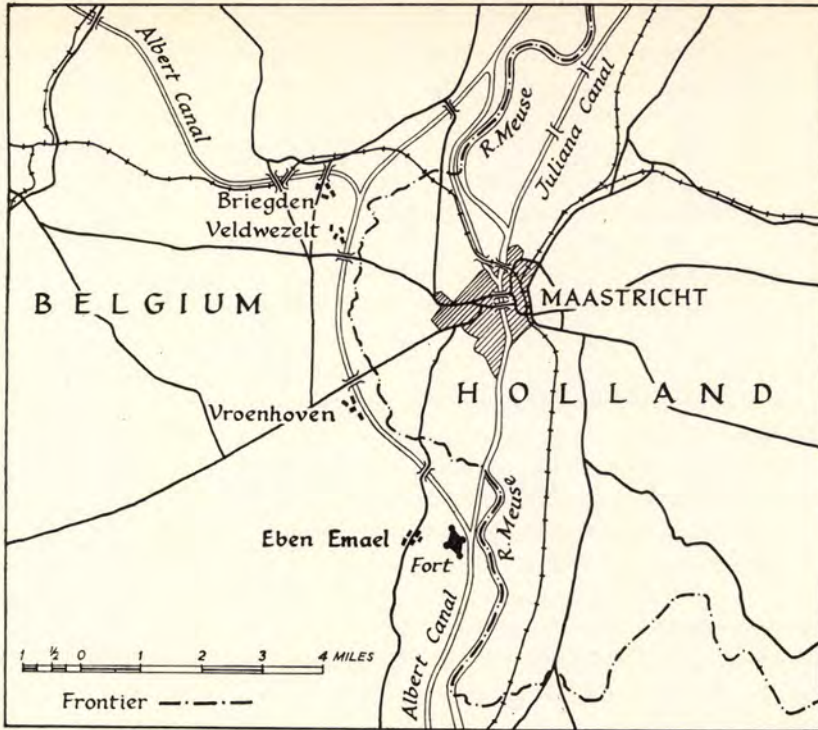 Albert Canal
R. Meuse
Juliana Canal
Briegden
Veldwezelt
BELGIUM
MAASTRICHT
HOLLAND
Vroenhoven
Eben Emael
Fort
R. Meuse
Albert Canal
1 ½ 0 1 2 3 4 MILES
Frontier